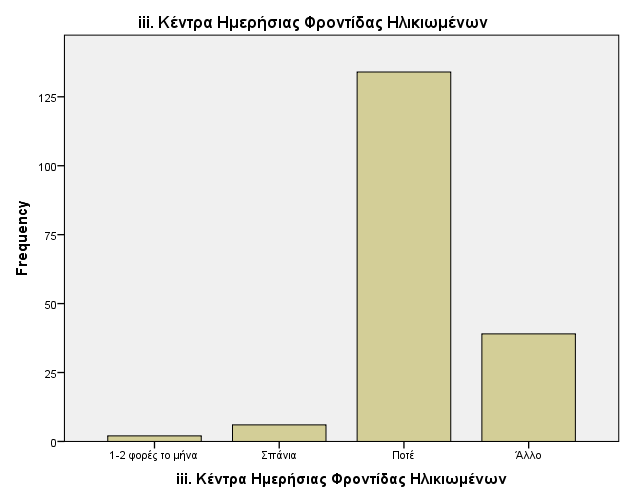 iii. Κέντρα Ημερήσιας Φροντίδας Ηλικιωμένων
125
100
75
50
25
0
Frequency
1-2 φορές το μήνα
Σπάνια
Ποτέ
Άλλο
iii. Κέντρα Ημερήσιας Φροντίδας Ηλικιωμένων